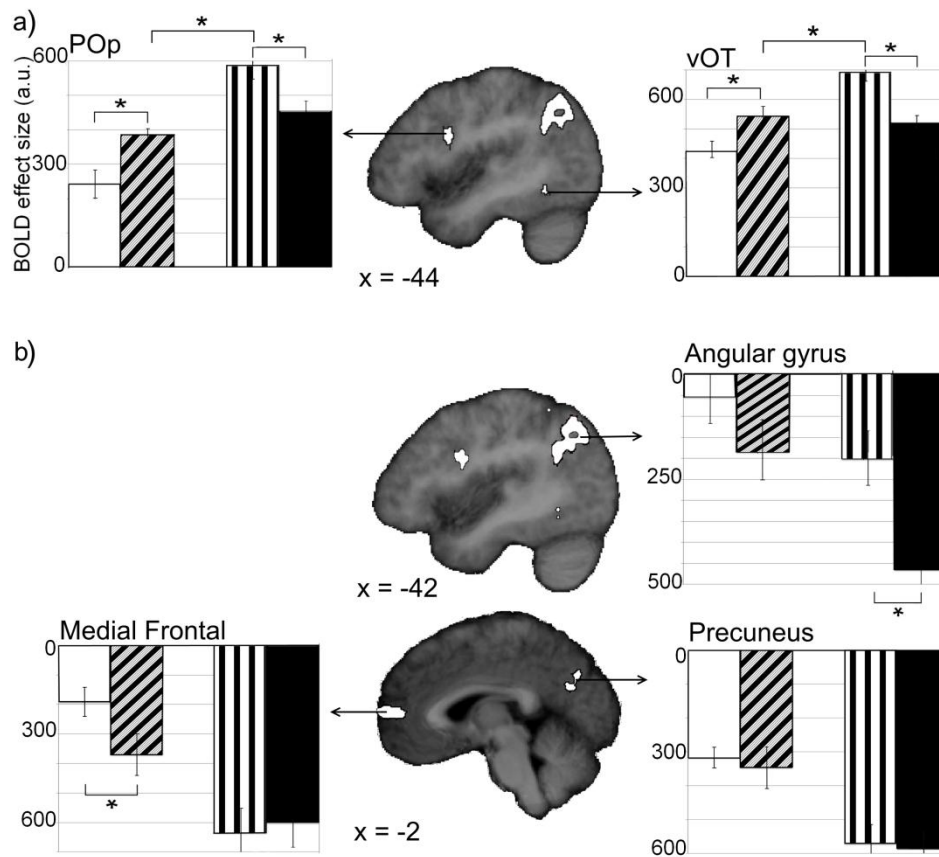 a)
POp
*
*
*
BOLD effect size (a.u.)
600
300
0
x = -44
vOT
*
*
*
600
300
0
b)
Angular gyrus
0
250
500
*
x = -42
Medial Frontal
0
300
600
*
x = -2
Precuneus
0
300
600